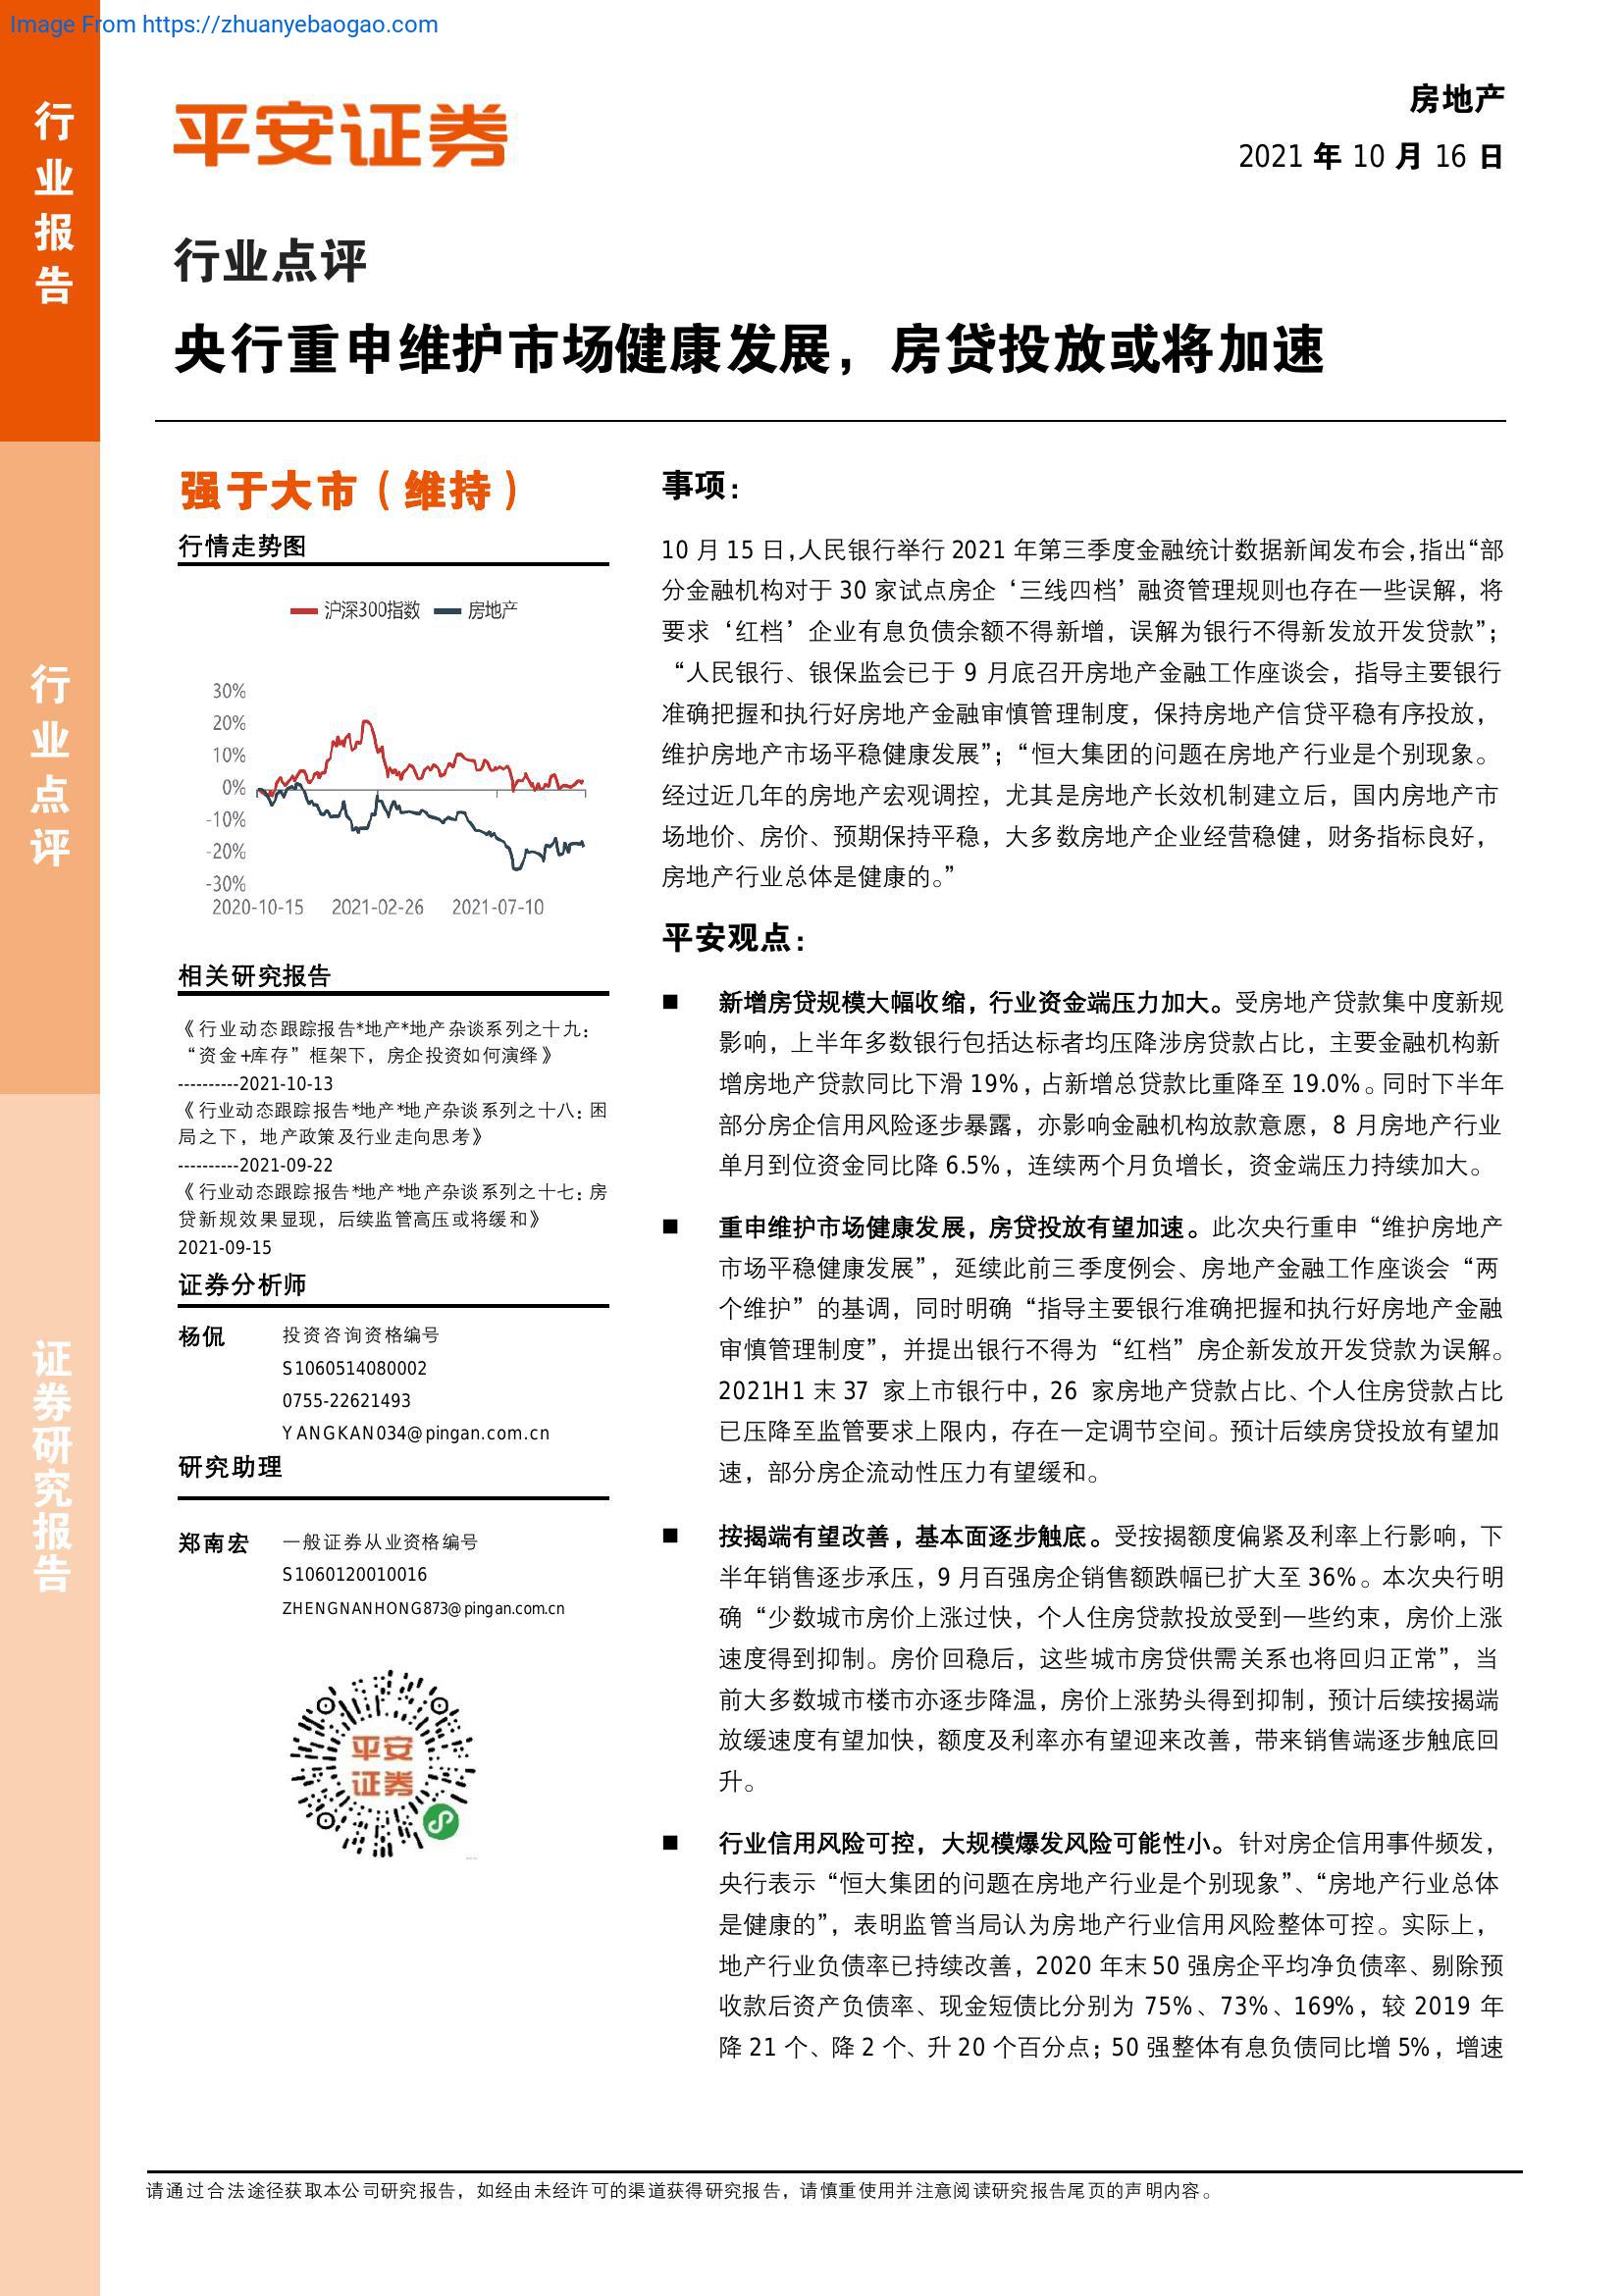 Image From https://zhuanyebaogao.com
行业报告
行业点评
证券研究报告
平安证券
房地产
2021 年 10 月 16 日
行业点评
央行重申维护市场健康发展，房贷投放或将加速
强于大市（维持）
行情走势图
沪深300指数 房地产
30%
20%
10%
0%
-10%
-20%
-30%
2020-10-15 2021-02-26 2021-07-10
相关研究报告
《行业动态跟踪报告*地产*地产杂谈系列之十九：
“资金+库存”框架下，房企投资如何演绎》
----------2021-10-13
《行业动态跟踪报告*地产*地产杂谈系列之十八：困
局之下，地产政策及行业走向思考》
----------2021-09-22
《行业动态跟踪报告*地产*地产杂谈系列之十七：房
贷新规效果显现，后续监管高压或将缓和》
2021-09-15
证券分析师
杨侃 投资咨询资格编号
S1060514080002
0755-22621493
YANGKAN034@pingan.com.cn
研究助理
郑南宏 一般证券从业资格编号
S1060120010016
ZHENGNANHONG873@pingan.com.cn
平安
证券
事项：
10 月 15 日，人民银行举行 2021 年第三季度金融统计数据新闻发布会，指出“部
分金融机构对于 30 家试点房企‘三线四档’融资管理规则也存在一些误解，将
要求‘红档’企业有息负债余额不得新增，误解为银行不得新发放开发贷款”；
“人民银行、银保监会已于 9 月底召开房地产金融工作座谈会，指导主要银行
准确把握和执行好房地产金融审慎管理制度，保持房地产信贷平稳有序投放，
维护房地产市场平稳健康发展”；“恒大集团的问题在房地产行业是个别现象。
经过近几年的房地产宏观调控，尤其是房地产长效机制建立后，国内房地产市
场地价、房价、预期保持平稳，大多数房地产企业经营稳健，财务指标良好，
房地产行业总体是健康的。”
平安观点：
■ 新增房贷规模大幅收缩，行业资金端压力加大。受房地产贷款集中度新规
影响，上半年多数银行包括达标者均压降涉房贷款占比，主要金融机构新
增房地产贷款同比下滑 19%，占新增总贷款比重降至 19.0%。同时下半年
部分房企信用风险逐步暴露，亦影响金融机构放款意愿，8 月房地产行业
单月到位资金同比降 6.5%，连续两个月负增长，资金端压力持续加大。
■ 重申维护市场健康发展，房贷投放有望加速。此次央行重申“维护房地产
市场平稳健康发展”，延续此前三季度例会、房地产金融工作座谈会“两
个维护”的基调，同时明确“指导主要银行准确把握和执行好房地产金融
审慎管理制度”，并提出银行不得为“红档”房企新发放开发贷款为误解。
2021H1 末 37 家上市银行中，26 家房地产贷款占比、个人住房贷款占比
已压降至监管要求上限内，存在一定调节空间。预计后续房贷投放有望加
速，部分房企流动性压力有望缓和。
■ 按揭端有望改善，基本面逐步触底。受按揭额度偏紧及利率上行影响，下
半年销售逐步承压，9 月百强房企销售额跌幅已扩大至 36%。本次央行明
确“少数城市房价上涨过快，个人住房贷款投放受到一些约束，房价上涨
速度得到抑制。房价回稳后，这些城市房贷供需关系也将回归正常”，当
前大多数城市楼市亦逐步降温，房价上涨势头得到抑制，预计后续按揭端
放缓速度有望加快，额度及利率亦有望迎来改善，带来销售端逐步触底回
升。
■ 行业信用风险可控，大规模爆发风险可能性小。针对房企信用事件频发，
央行表示“恒大集团的问题在房地产行业是个别现象”、“房地产行业总体
是健康的”，表明监管当局认为房地产行业信用风险整体可控。实际上，
地产行业负债率已持续改善，2020 年末 50 强房企平均净负债率、剔除预
收款后资产负债率、现金短债比分别为 75%、73%、169%，较 2019 年
降 21 个、降 2 个、升 20 个百分点；50 强整体有息负债同比增 5%，增速
请通过合法途径获取本公司研究报告，如经由未经许可的渠道获得研究报告，请慎重使用并注意阅读研究报告尾页的声明内容。